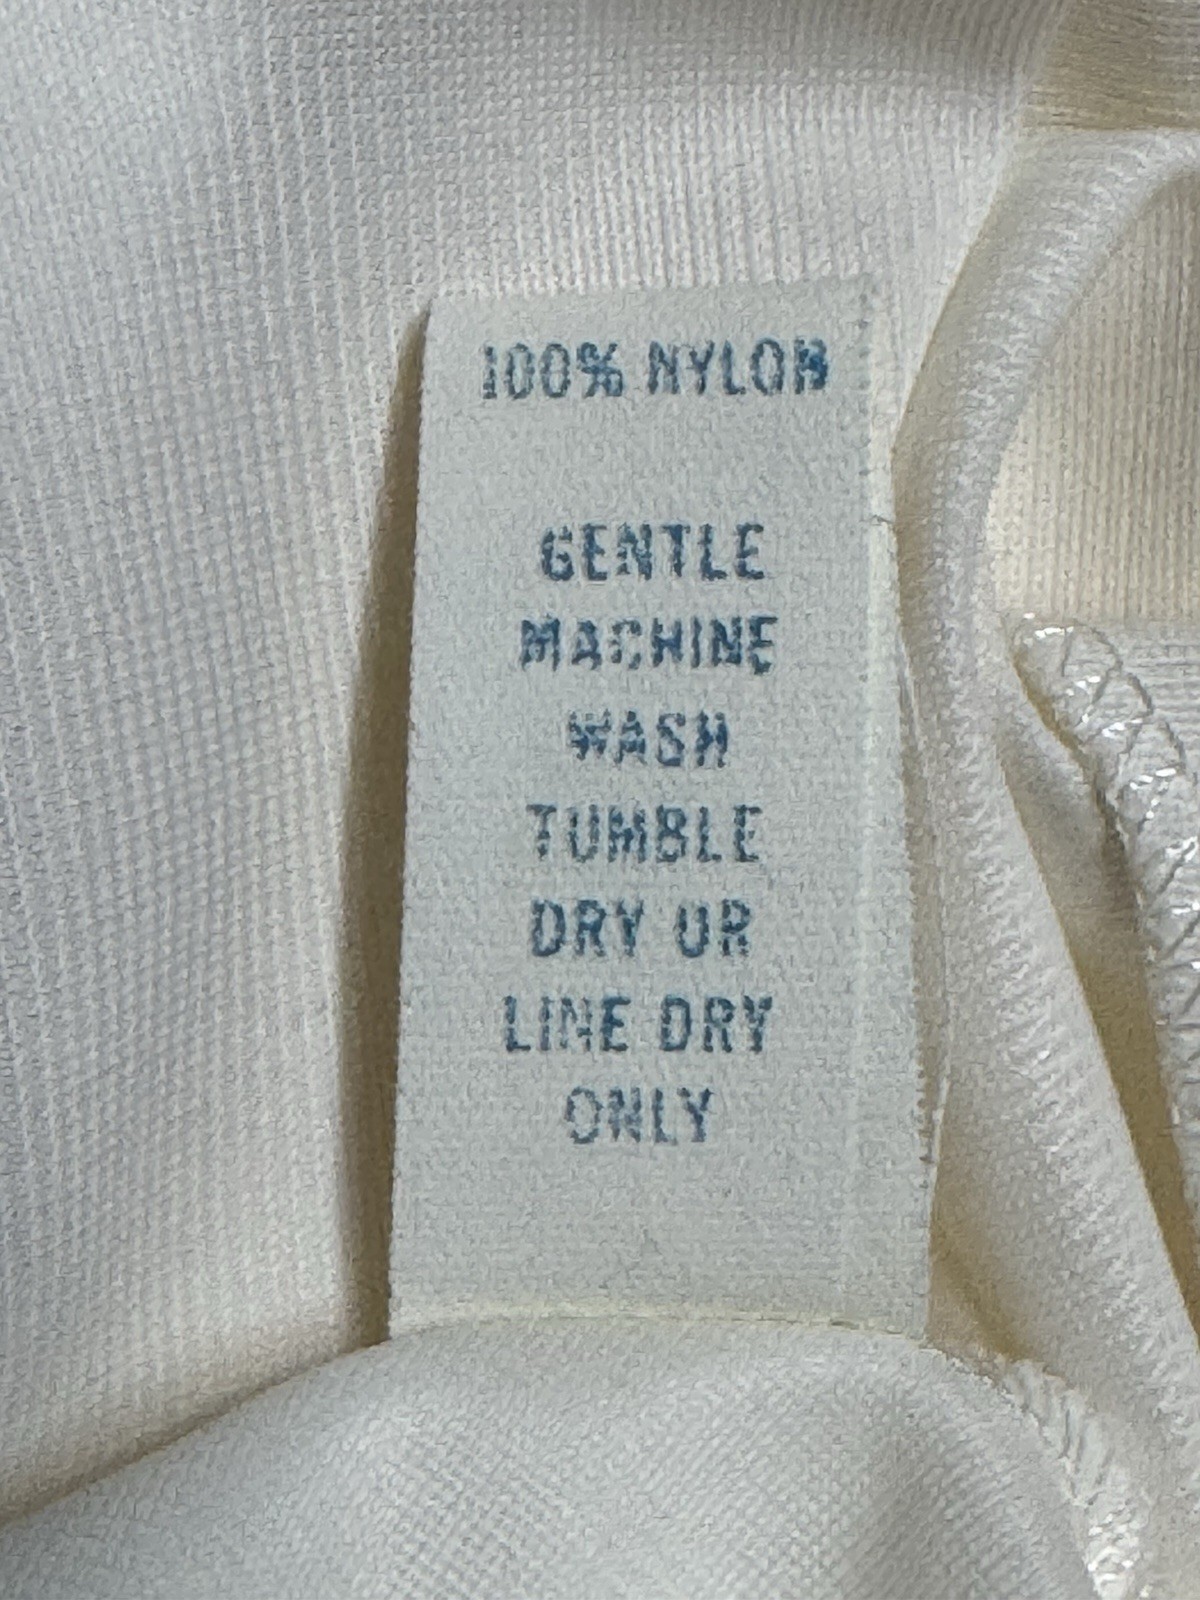 100% NYLON
GENTLE
MACHINE
WASH
TUMBLE
DRY OR
LINE DRY
ONLY